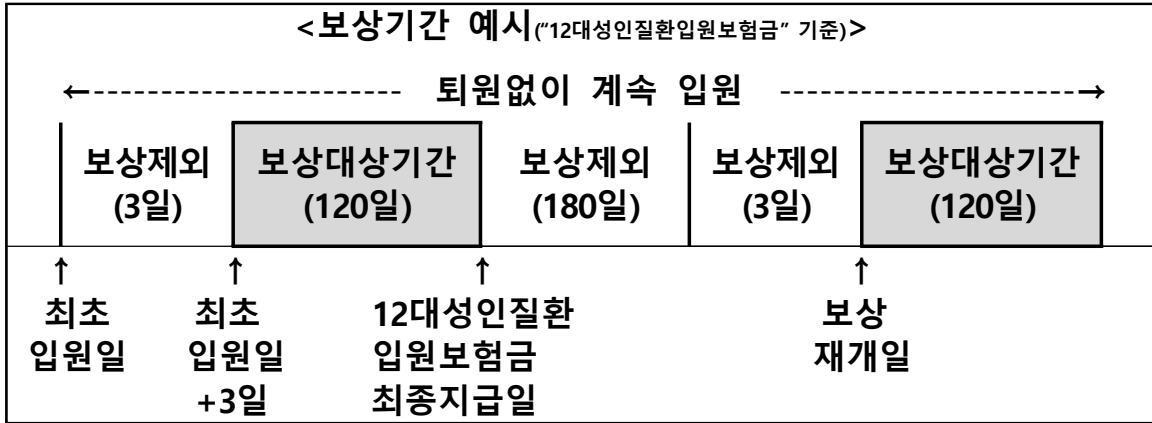 <보상기간 예시(“12대성인질환입원보험금” 기준)>
←----------------------- 퇴원없이 계속 입원 -----------------------→
보상제외 보상대상기간 보상제외 보상제외 보상대상기간
(3일) (120일) (180일) (3일) (120일)
↑ ↑ ↑ ↑
최초 최초 12대성인질환 보상
입원일 입원일 입원보험금 재개일
+3일 최종지급일